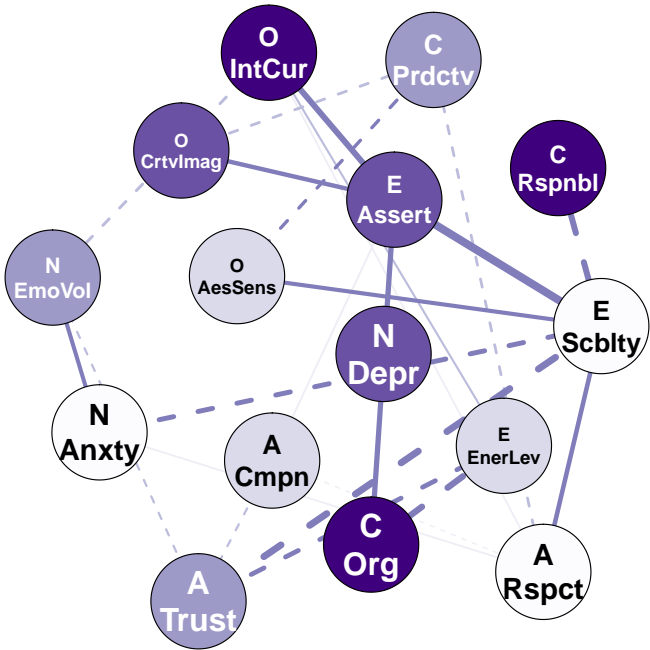 O
IntCur
C
Prdctv
O
CrtvImag
C
Rspnbl
E
Assert
N
EmoVol
O
AesSens
E
Scblty
N
Depr
N
Anxty
A
Cmpn
E
EnerLev
C
Org
A
Rspct
A
Trust